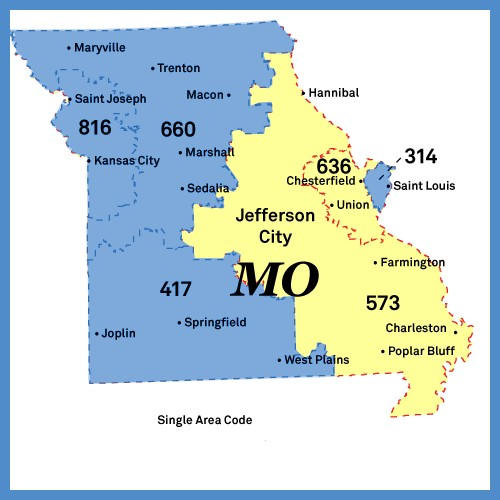 Maryville
Trenton
Macon
Hannibal
Saint Joseph
816
660
Kansas City
Marshall
636
314
Chesterfield
Saint Louis
Sedalia
Union
Jefferson
City
Farmington
MO
417
573
Springfield
Joplin
Charleston
Poplar Bluff
West Plains
Single Area Code